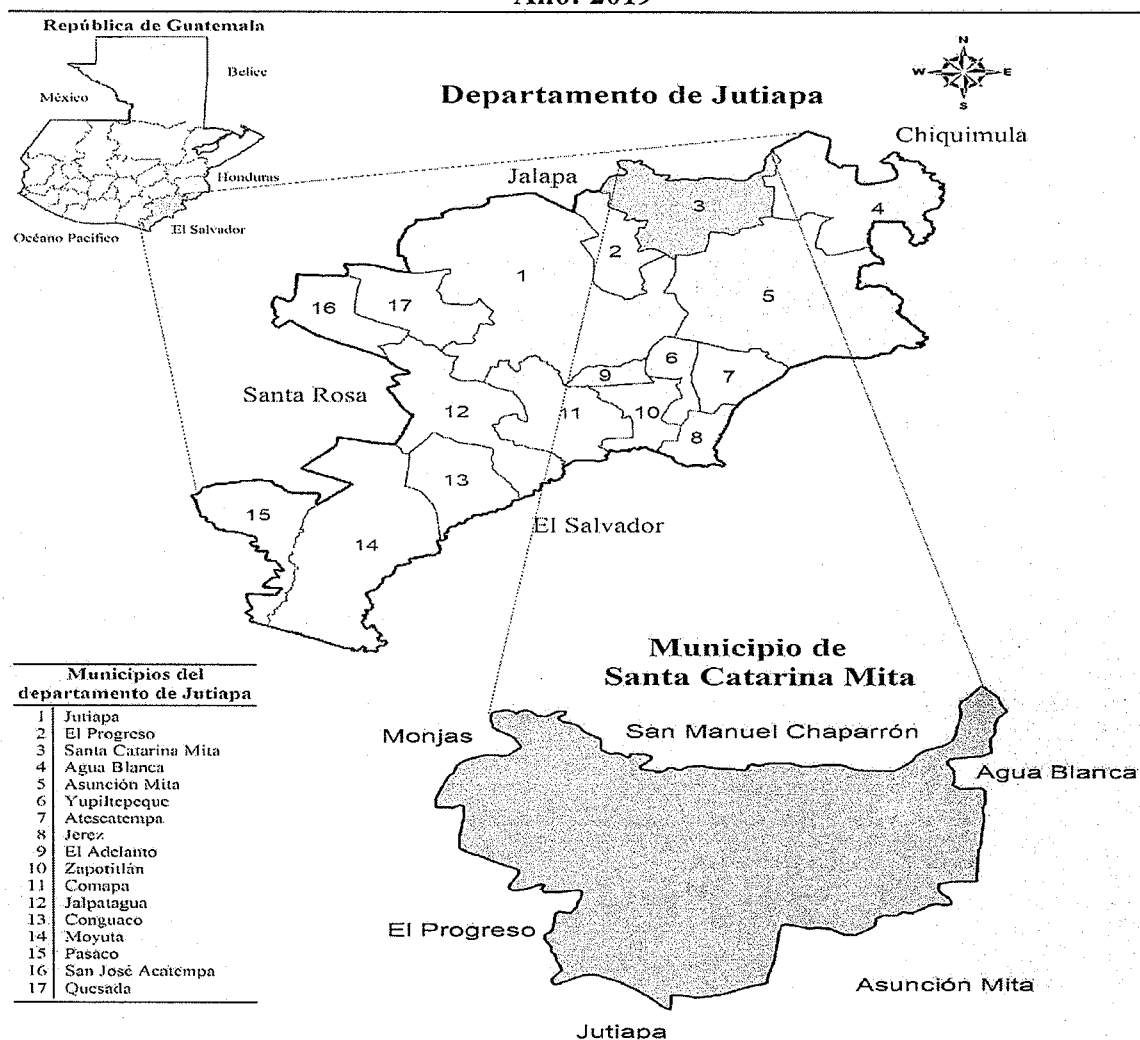 Año: 2019
República de Guatemala
Belice
México
Honduras
El Salvador
Océano Pacifico
N
W
E
S
Departamento de Jutiapa
Chiquimula
Jalapa
3
4
2
1
5
16
17
6
9
7
Santa Rosa
12
11
10
8
13
15
El Salvador
14
Municipios del
departamento de Jutiapa
1 Jutiapa
2 El Progreso
3 Santa Catarina Mita
4 Agua Blanca
5 Asunción Mita
6 Yupiltepeque
7 Atescatempa
8 Jerez
9 El Adelanto
10 Zapotitlán
11 Comapa
12 Jalpatagua
13 Conguaco
14 Moyuta
15 Pasaco
16 San José Acatempa
17 Quesada
Municipio de
Santa Catarina Mita
Monjas
San Manuel Chaparrón
Agua Blanca
El Progreso
Asunción Mita
Jutiapa